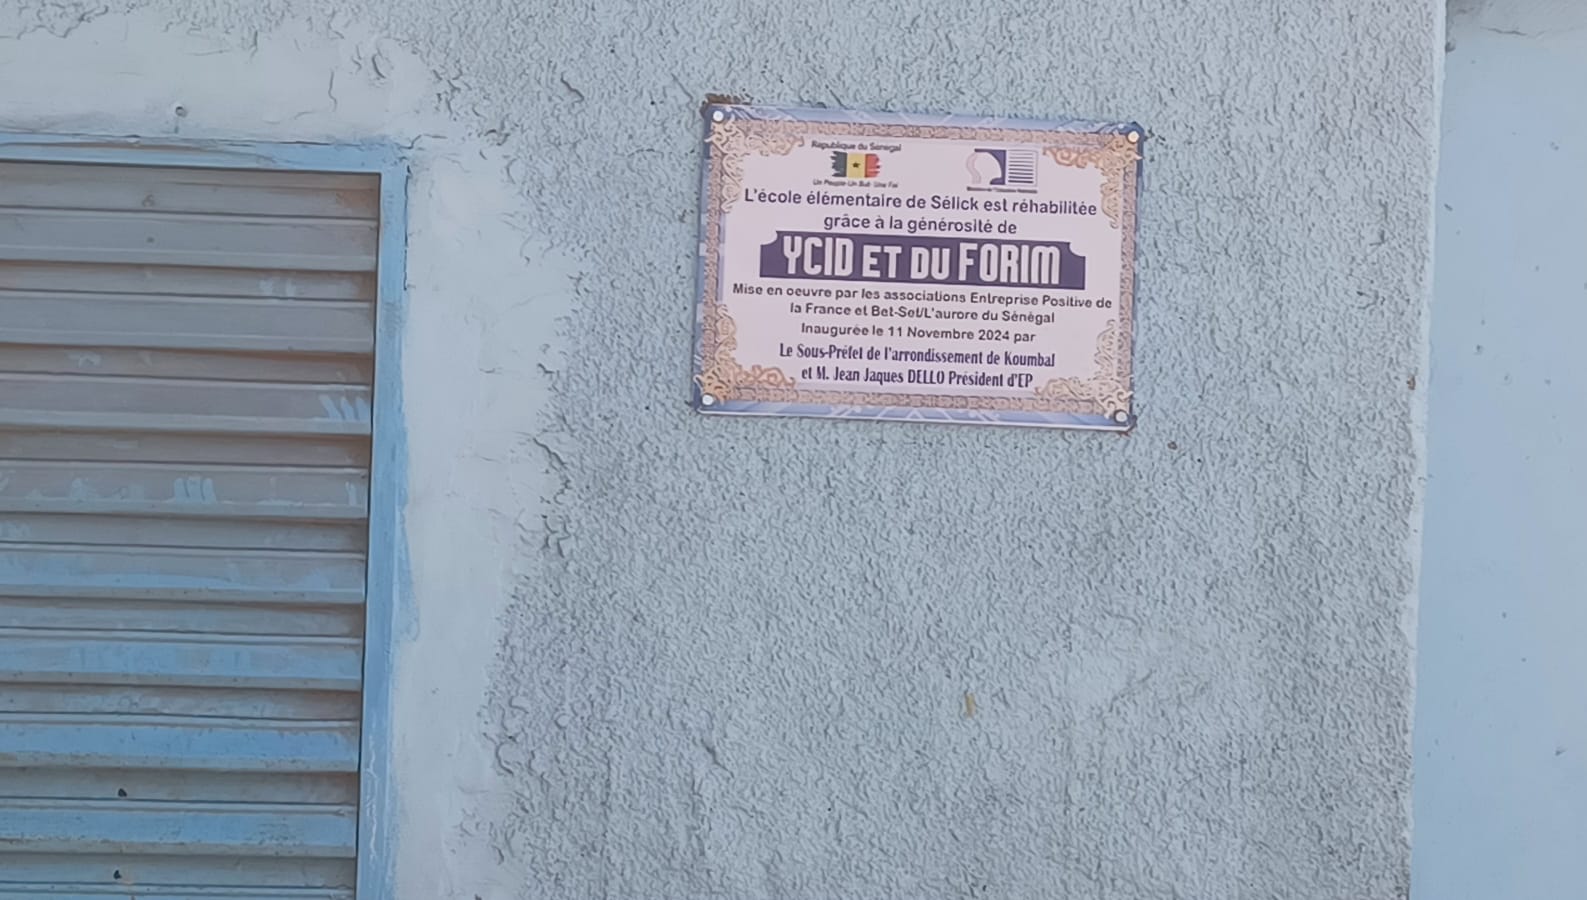 République du Sénégal
Un Peuple-Un But-Une Foi
L'école élémentaire de Sélick est réhabilitée
grâce à la générosité de
YCID ET DU FORIM
Mise en oeuvre par les associations Entreprise Positive de
la France et Bet-Set/L'aurore du Sénégal
Inaugurée le 11 Novembre 2024 par
Le Sous-Préfet de l'arrondissement de Koumbal
et M. Jean Jaques DELLO Président d'EP